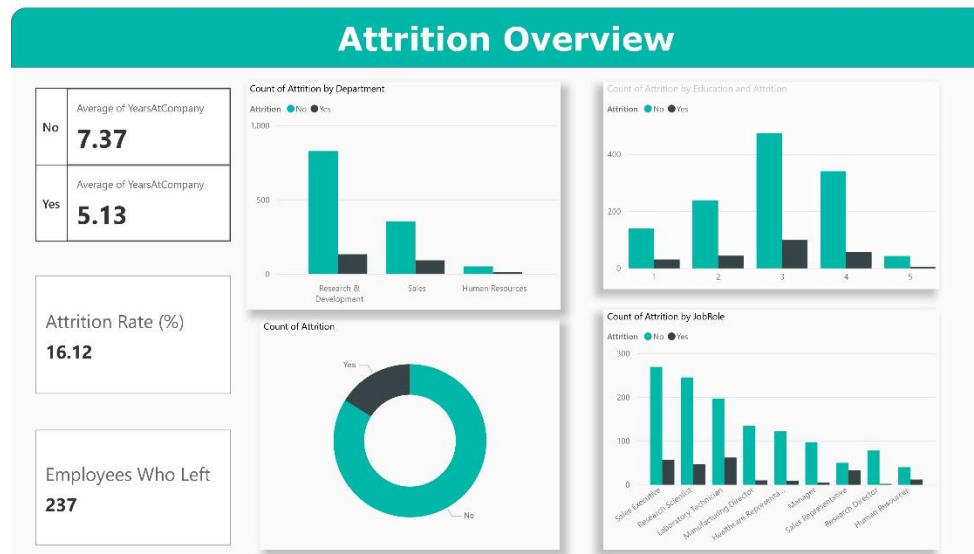 Attrition Overview
No
Average of YearsAtCompany
7.37
Yes
Average of YearsAtCompany
5.13
Attrition Rate (%)
16.12
Employees Who Left
237
Count of Attrition by Department
Attrition No Yes
1,000
500
0
Research &
Development
Sales
Human Resources
Count of Attrition
Yes
No
Count of Attrition by Education and Attrition
Attrition No Yes
400
200
0
1 2 3 4 5
Count of Attrition by JobRole
Attrition No Yes
300
200
100
0
Sales Executive
Research Scientist
Laboratory Technician
Manufacturing Director
Healthcare Representa...
Manager
Sales Representative
Research Director
Human Resources